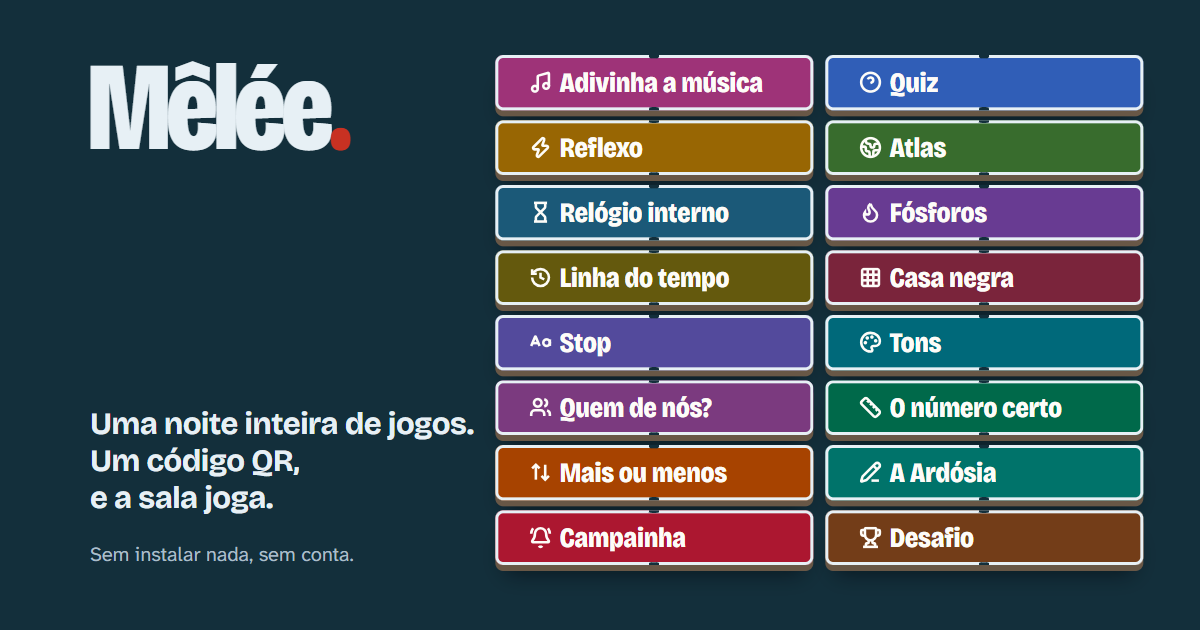 Mêlée.
Uma noite inteira de jogos.
Um código QR,
e a sala joga.
Sem instalar nada, sem conta.
Adivinha a música
Quiz
Reflexo
Atlas
Relógio interno
Fósforos
Linha do tempo
Casa negra
Stop
Tons
Quem de nós?
O número certo
Mais ou menos
A Ardósia
Campainha
Desafio